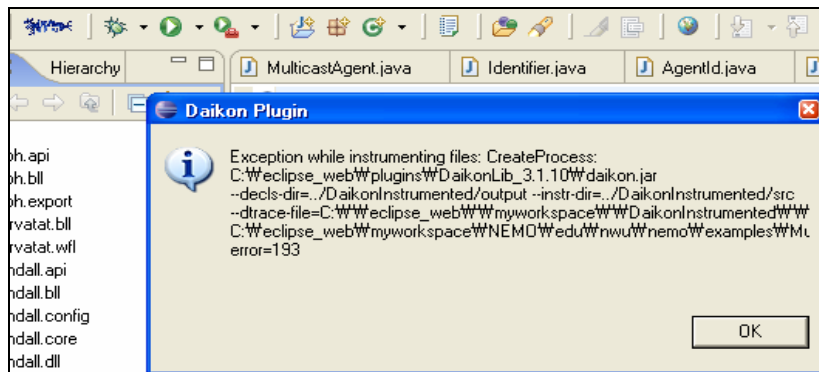 Hierarchy
MulticastAgent.java
Identifier.java
AgentId.java
Daikon Plugin
ph.api
ph.bll
ph.export
rvatat.bll
rvatat.wfl
ndall.api
ndall.bll
ndall.config
ndall.core
ndall.dll
Exception while instrumenting files: CreateProcess:
C:₩eclipse_web₩plugins₩DaikonLib_3.1.10₩daikon.jar
--decls-dir=../DaikonInstrumented/output --instr-dir=../DaikonInstrumented/src
--dtrace-file=C:₩₩eclipse_web₩₩myworkspace₩₩DaikonInstrumented₩₩
C:₩eclipse_web₩myworkspace₩NEMO₩edu₩nwu₩nemo₩examples₩Mu
error=193
OK